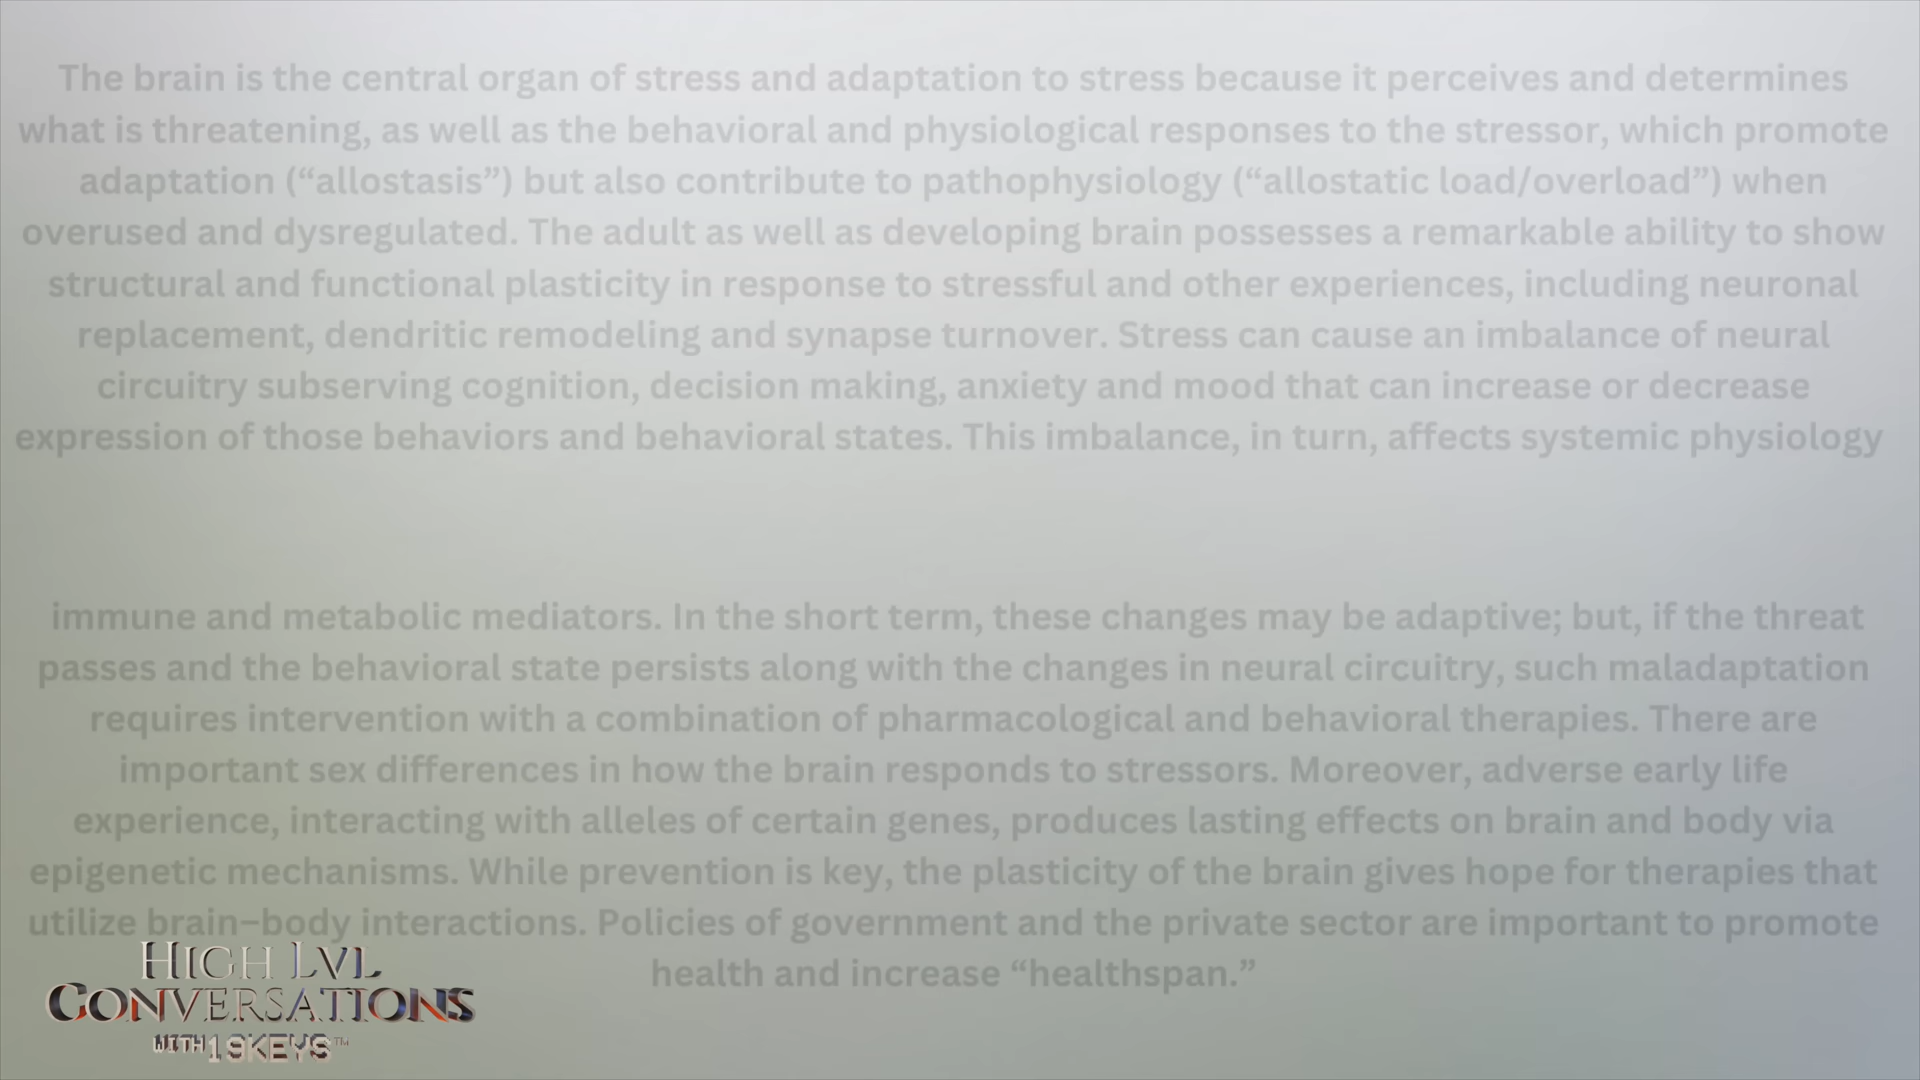 The brain is the central organ of stress and adaptation to stress because it perceives and determines
what is threatening, as well as the behavioral and physiological responses to the stressor, which promote
adaptation (“allostasis”) but also contribute to pathophysiology (“allostatic load/overload”) when
overused and dysregulated. The adult as well as developing brain possesses a remarkable ability to show
structural and functional plasticity in response to stressful and other experiences, including neuronal
replacement, dendritic remodeling and synapse turnover. Stress can cause an imbalance of neural
circuitry subserving cognition, decision making, anxiety and mood that can increase or decrease
expression of those behaviors and behavioral states. This imbalance, in turn, affects systemic physiology
immune and metabolic mediators. In the short term, these changes may be adaptive; but, if the threat
passes and the behavioral state persists along with the changes in neural circuitry, such maladaptation
requires intervention with a combination of pharmacological and behavioral therapies. There are
important sex differences in how the brain responds to stressors. Moreover, adverse early life
experience, interacting with alleles of certain genes, produces lasting effects on brain and body via
epigenetic mechanisms. While prevention is key, the plasticity of the brain gives hope for therapies that
utilize brain–body interactions. Policies of government and the private sector are important to promote
health and increase “healthspan.”
HIGH LVL
CONVERSATIONS
WITH 19KEYS™